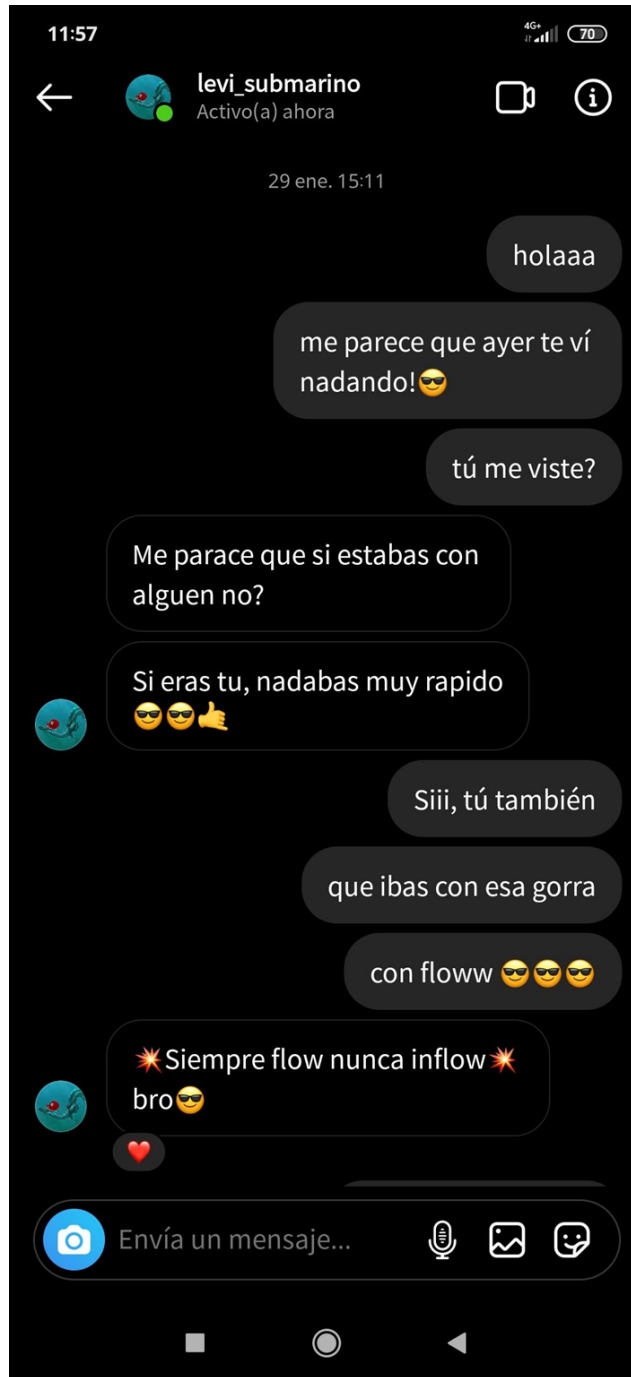 11:57
4G+
70
levi_submarino
Activo(a) ahora
29 ene. 15:11
holaaa
me parece que ayer te ví
nadando!😎
tú me viste?
Me parace que si estabas con
alguen no?
Si eras tu, nadabas muy rapido
😎😎🤙
Siii, tú también
que ibas con esa gorra
con floww 😎😎😎
💥Siempre flow nunca inflow💥
bro😎
❤️
Envía un mensaje...